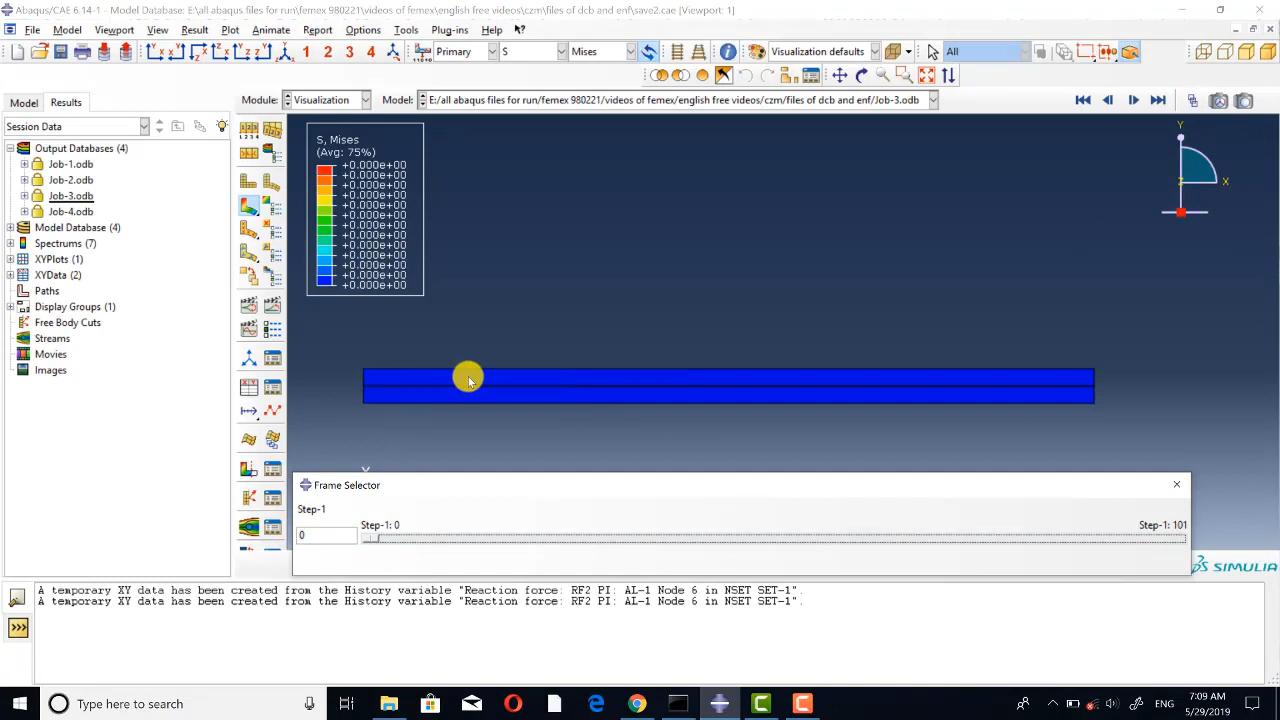 Abaqus/CAE 6.14-1 - Model Database: E:\all abaqus files for run\femex 980221\videos of femex\english free videos\czm\files of dcb and enf\save2.cae [Viewport: 1]
File Model Viewport View Result Plot Animate Report Options Tools Plug-ins Help
1 2 3 4 Primary S Mises Visualization defaults All
Model Results Module: Visualization Model: E:/all abaqus files for run/femex 980221/videos of femex/english free videos/czm/files of dcb and enf/Job-3.odb
Session Data
Output Databases (4)
Job-1.odb
Job-2.odb
Job-3.odb
Job-4.odb
Model Database (4)
Spectrums (7)
XYPlots (1)
XYData (2)
Paths
Display Groups (1)
Free Body Cuts
Streams
Movies
Images
S, Mises
(Avg: 75%)
+0.000e+00
+0.000e+00
+0.000e+00
+0.000e+00
+0.000e+00
+0.000e+00
+0.000e+00
+0.000e+00
+0.000e+00
+0.000e+00
+0.000e+00
+0.000e+00
+0.000e+00
Y
Z X
Frame Selector
Step-1
Step-1: 0 Step-1: 101
0
SIMULIA
A temporary XY data has been created from the History variable "Reaction force: RF2 PI: AL-1 Node 6 in NSET SET-1".
A temporary XY data has been created from the History variable "Reaction force: RF2 PI: AL-1 Node 6 in NSET SET-1".
>>>
Type here to search
ENG
7:09 AM
5/29/2019